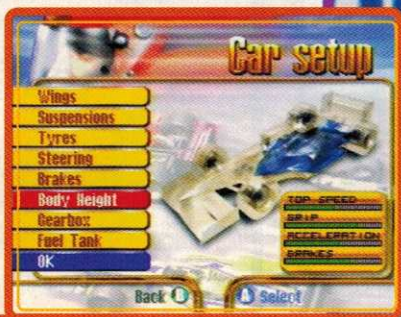 Car setup
Wings
Suspensions
Tyres
Steering
Brakes
Body Height
Gearbox
Fuel Tank
OK
TOP SPEED
GRIP
ACCELERATION
BRAKES
Back B
A Select